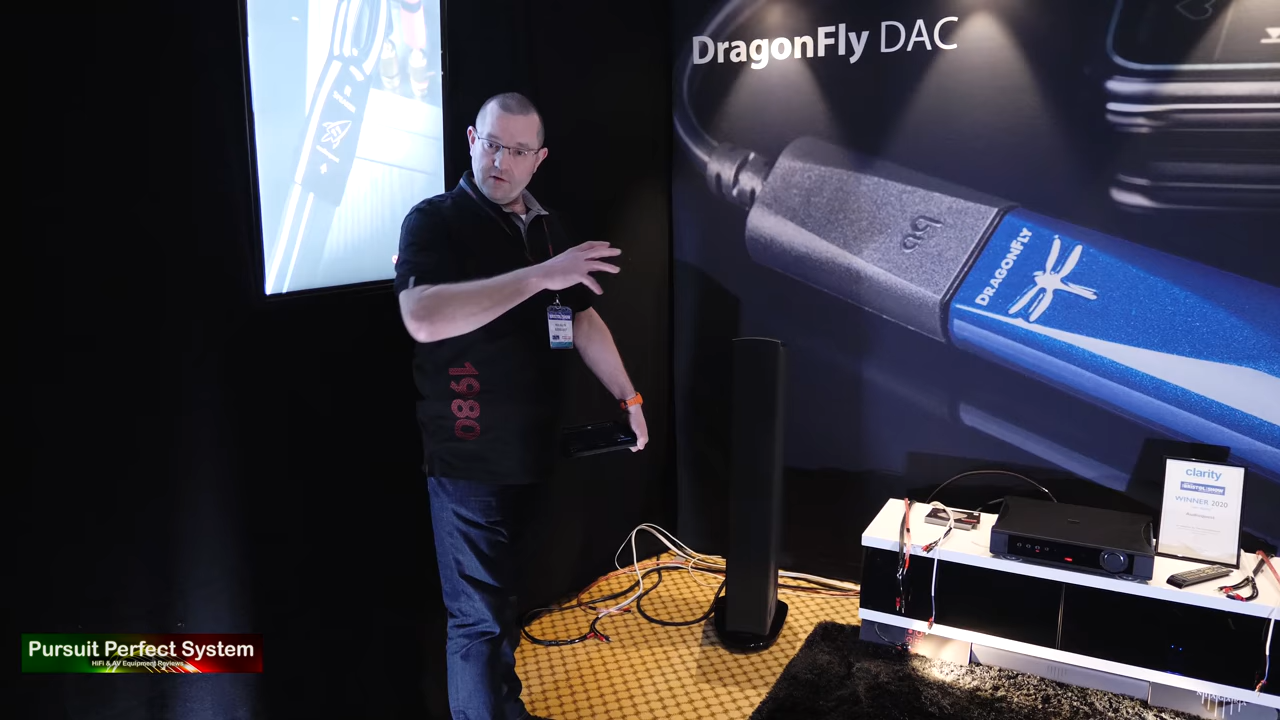 DragonFly DAC
DRAGONFLY
1980
clarity
WINNER 2020
Pursuit Perfect System
HiFi & AV Equipment Reviews